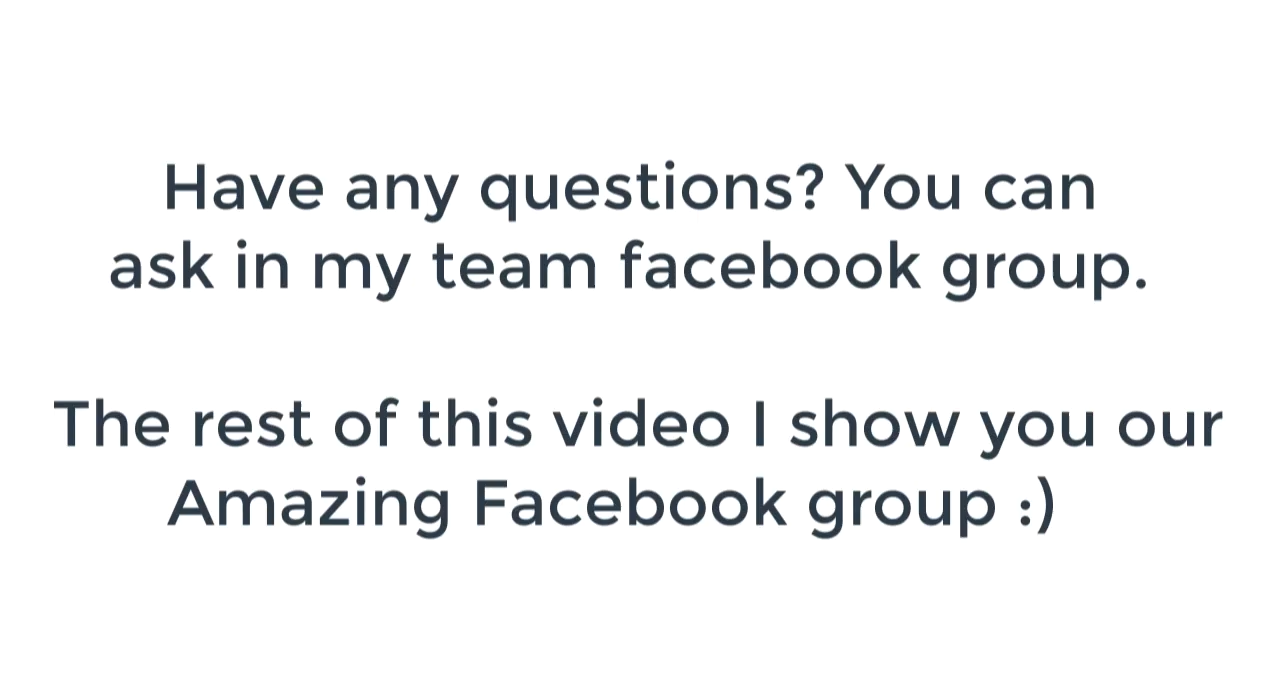 Have any questions? You can
ask in my team facebook group.
The rest of this video I show you our
Amazing Facebook group :)